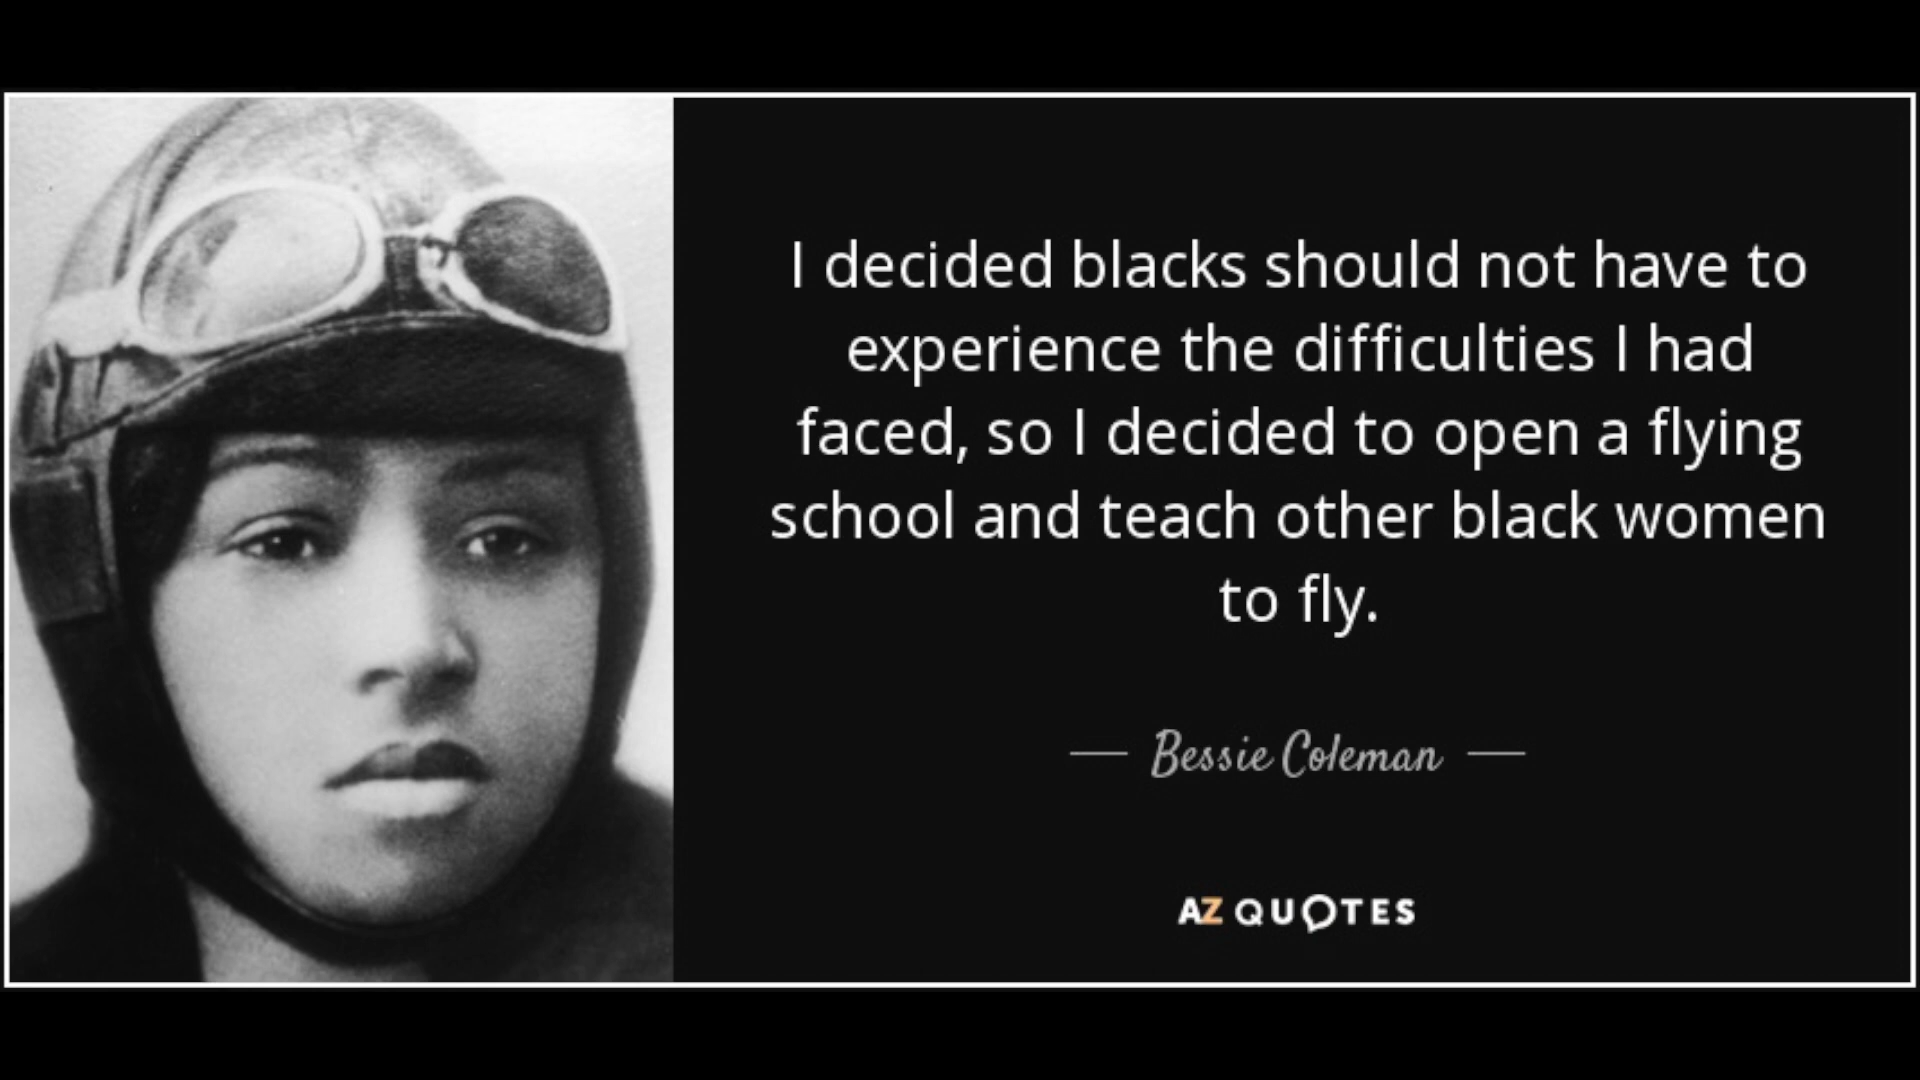 I decided blacks should not have to
experience the difficulties I had
faced, so I decided to open a flying
school and teach other black women
to fly.
Bessie Coleman
AZ QUOTES